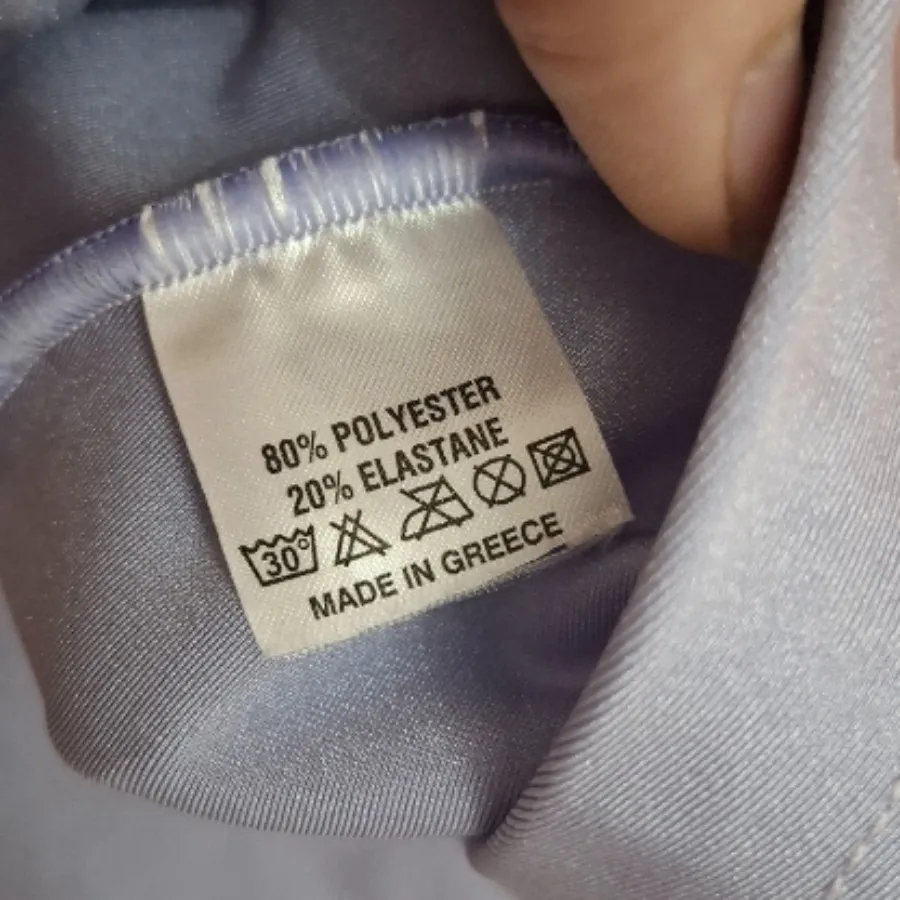 80% POLYESTER
20% ELASTANE
30°
MADE IN GREECE